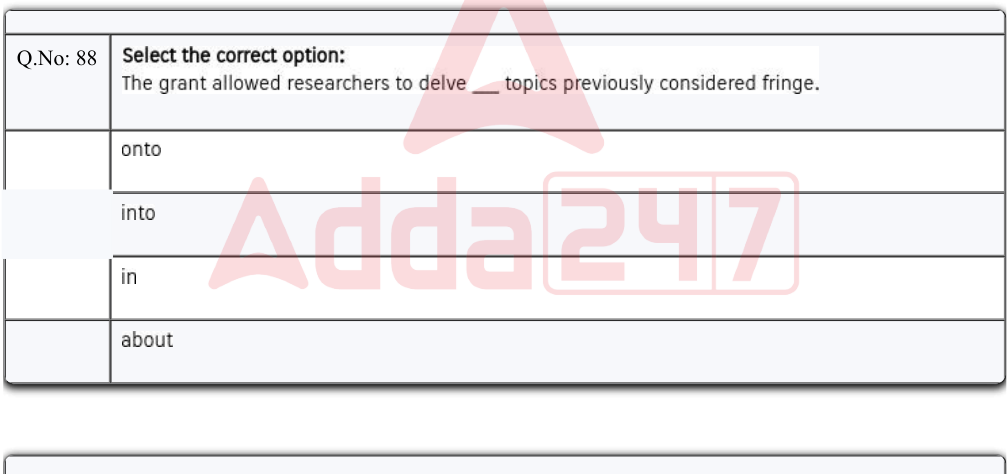 Q.No: 88
Select the correct option:
The grant allowed researchers to delve ___ topics previously considered fringe.
onto
into
in
about
Adda247